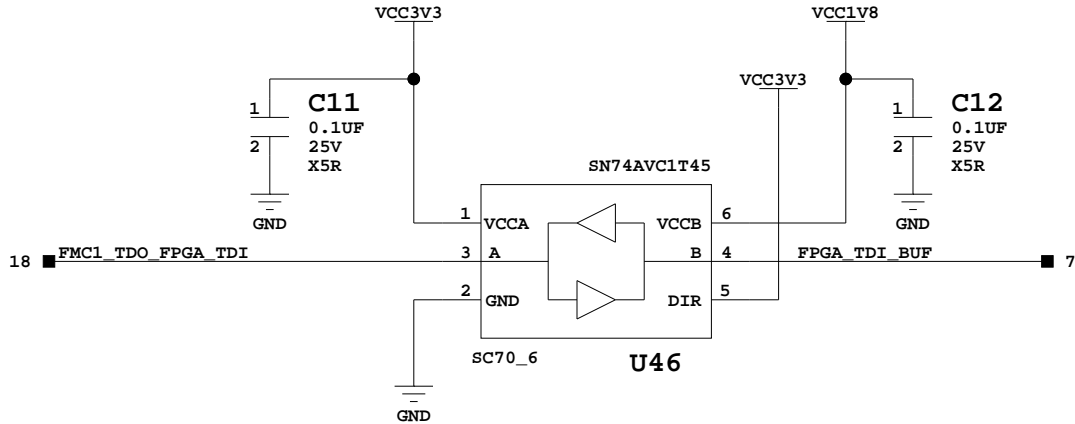 VCC3V3
VCC1V8
VCC3V3
1
C11
0.1UF
2
25V
X5R
GND
1
C12
0.1UF
2
25V
X5R
GND
SN74AVC1T45
1
VCCA
VCCB
6
18
FMC1_TDO_FPGA_TDI
3
A
B
4
FPGA_TDI_BUF
7
2
GND
DIR
5
SC70_6
U46
GND